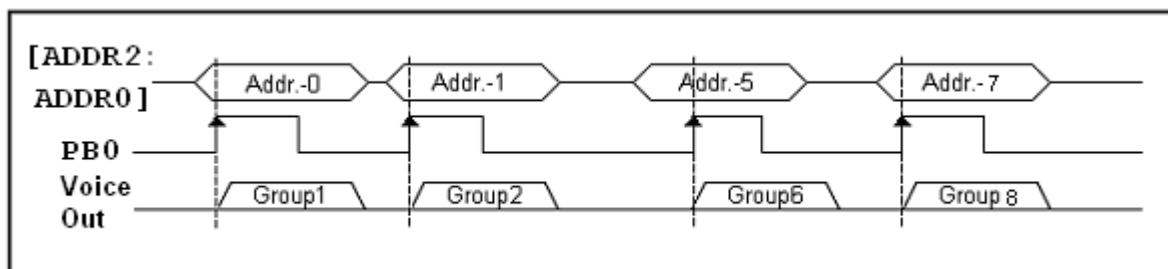 [ADDR2:
ADDR0]
Addr.-0 Addr.-1 Addr.-5 Addr.-7
PB0
Voice
Out
Group1 Group2 Group6 Group 8